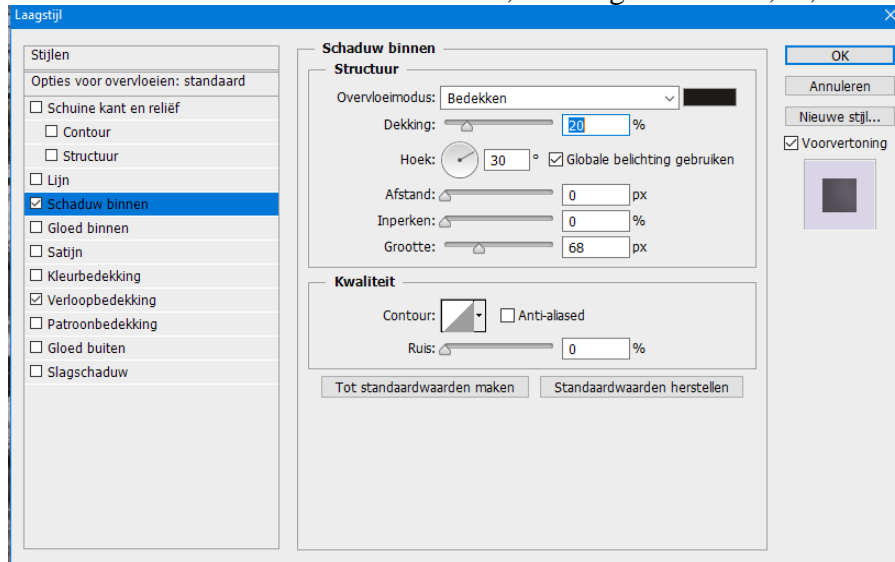 Laagstijl
Stijlen
Opties voor overvloeien: standaard
Schuine kant en reliëf
Contour
Structuur
Lijn
Schaduw binnen
Gloed binnen
Satijn
Kleurbedekking
Verloopbedekking
Patroonbedekking
Gloed buiten
Slagschaduw
Schaduw binnen
Structuur
Overvloeimodus: Bedekken
Dekking: 20 %
Hoek: 30 ° Globale belichting gebruiken
Afstand: 0 px
Inperken: 0 %
Grootte: 68 px
Kwaliteit
Contour: Anti-aliased
Ruis: 0 %
Tot standaardwaarden maken Standaardwaarden herstellen
OK
Annuleren
Nieuwe stijl...
Voorvertoning